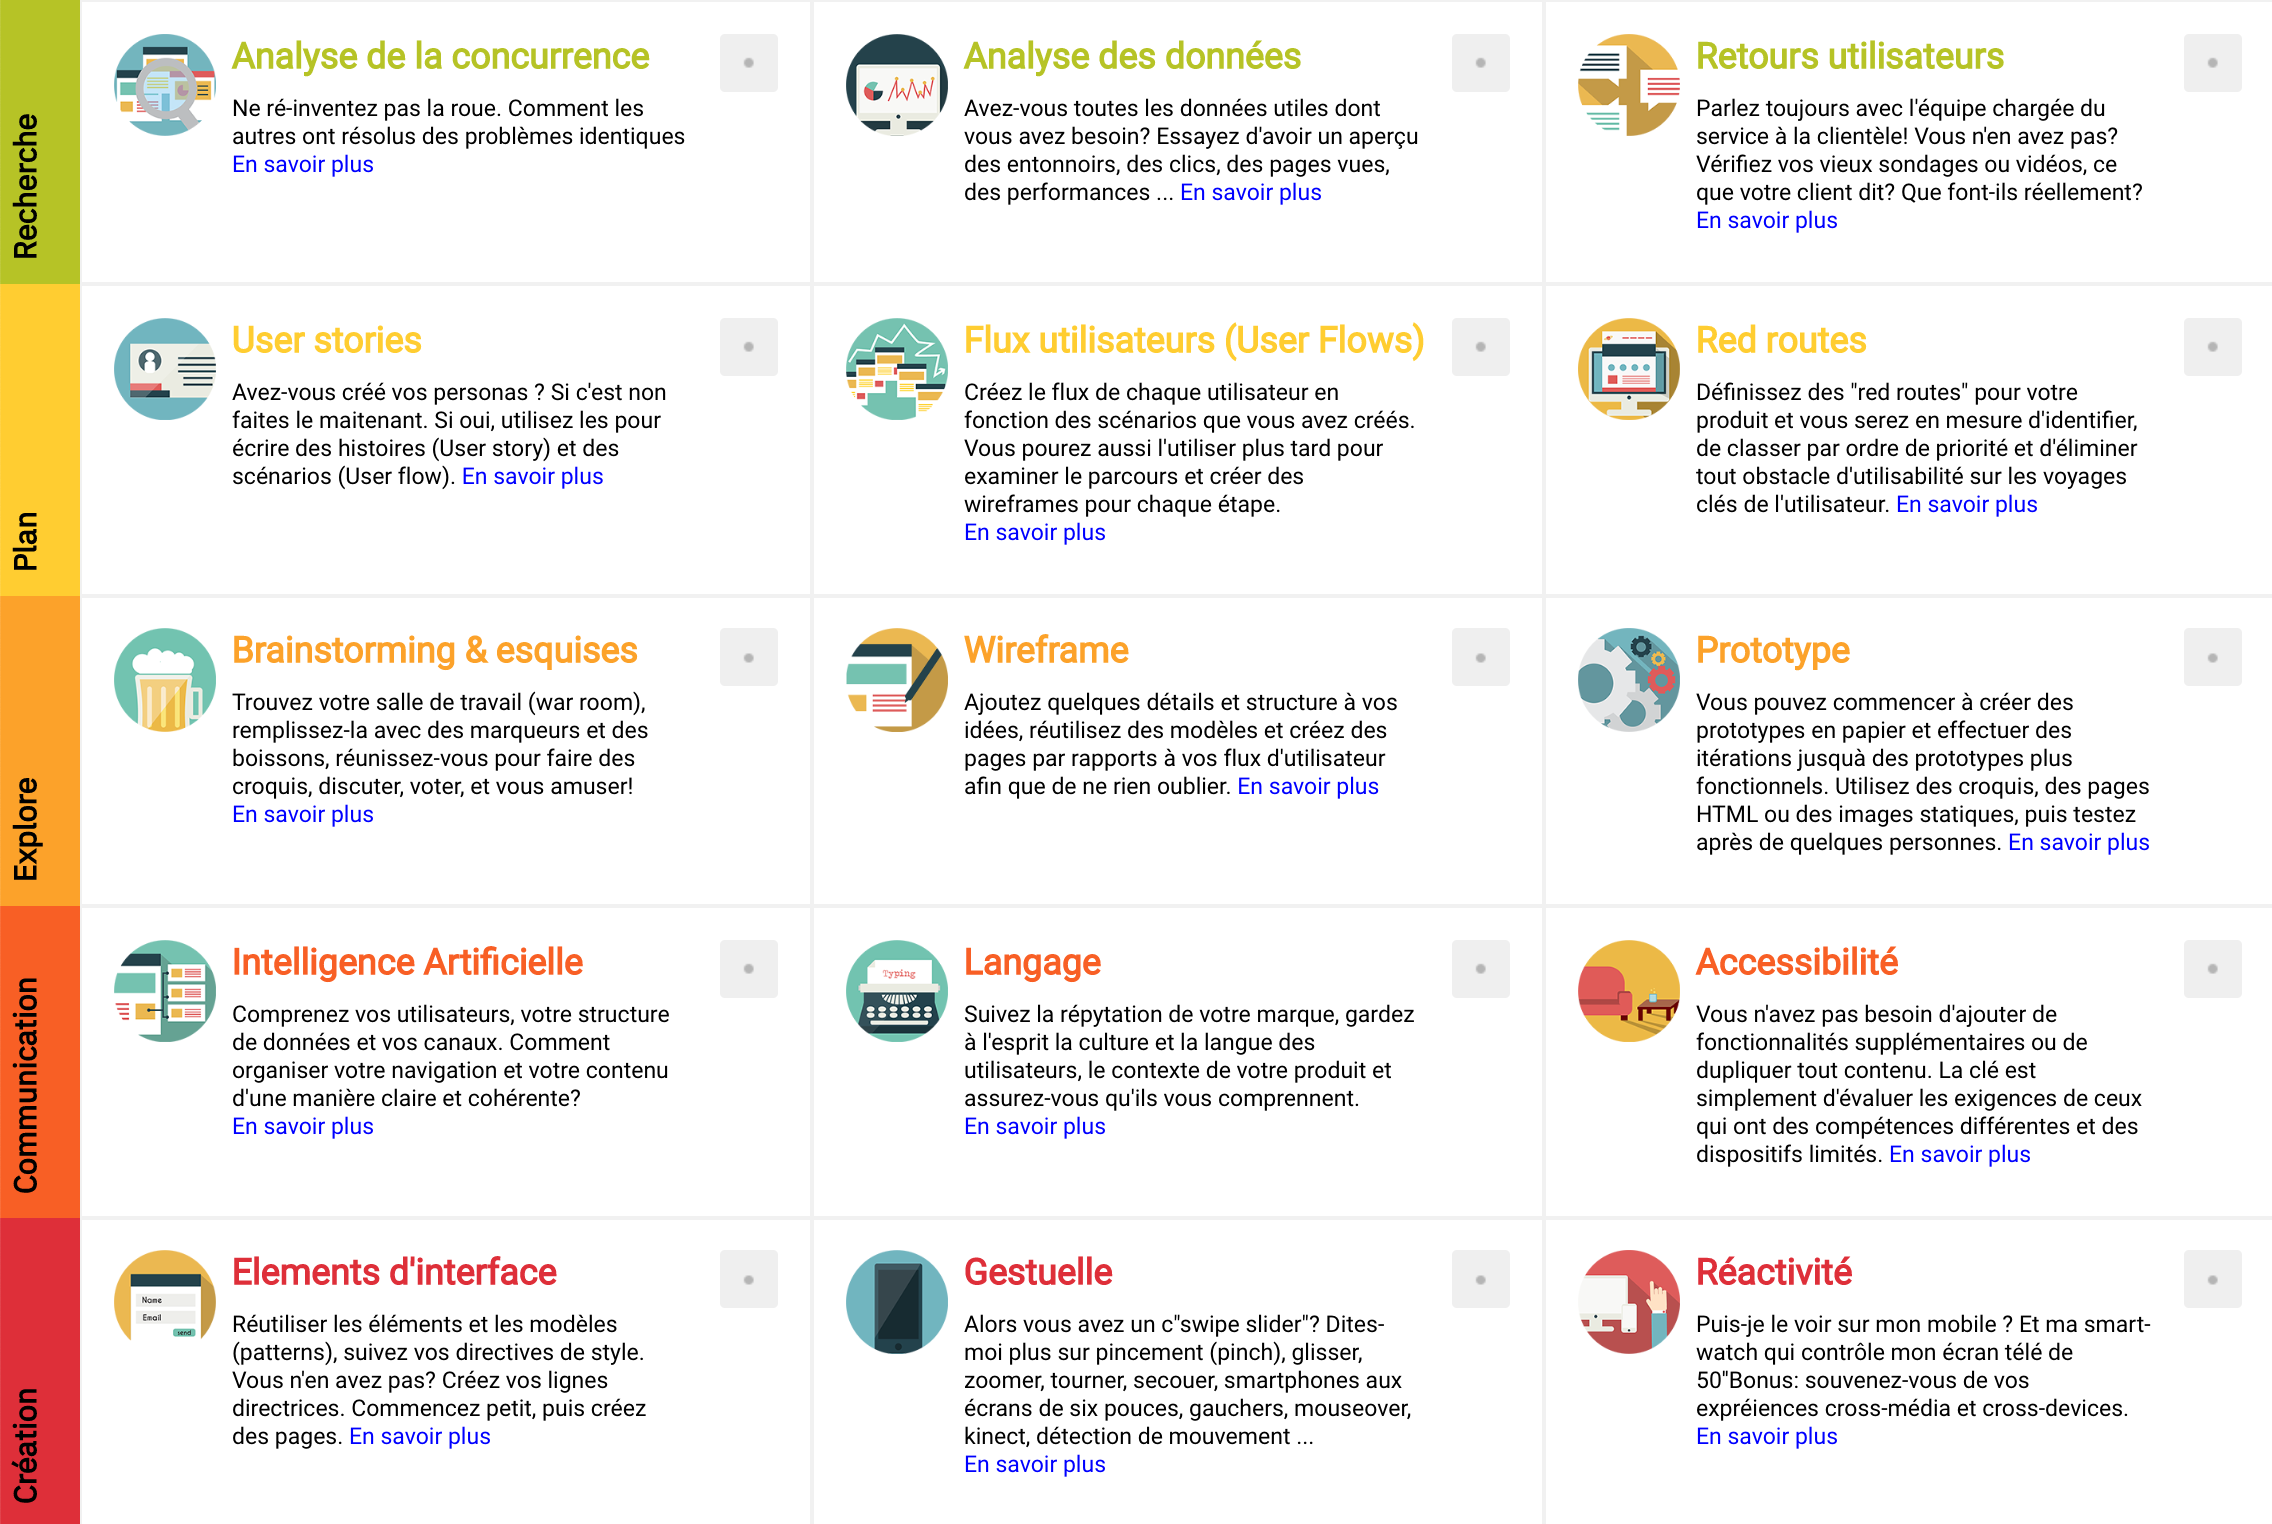 Recherche
Analyse de la concurrence
Ne ré-inventez pas la roue. Comment les
autres ont résolus des problèmes identiques
En savoir plus
Analyse des données
Avez-vous toutes les données utiles dont
vous avez besoin? Essayez d'avoir un aperçu
des entonnoirs, des clics, des pages vues,
des performances ... En savoir plus
Retours utilisateurs
Parlez toujours avec l'équipe chargée du
service à la clientèle! Vous n'en avez pas?
Vérifiez vos vieux sondages ou vidéos, ce
que votre client dit? Que font-ils réellement?
En savoir plus
Plan
User stories
Avez-vous créé vos personas ? Si c'est non
faites le maitenant. Si oui, utilisez les pour
écrire des histoires (User story) et des
scénarios (User flow). En savoir plus
Flux utilisateurs (User Flows)
Créez le flux de chaque utilisateur en
fonction des scénarios que vous avez créés.
Vous pourez aussi l'utiliser plus tard pour
examiner le parcours et créer des
wireframes pour chaque étape.
En savoir plus
Red routes
Définissez des "red routes" pour votre
produit et vous serez en mesure d'identifier,
de classer par ordre de priorité et d'éliminer
tout obstacle d'utilisabilité sur les voyages
clés de l'utilisateur. En savoir plus
Explore
Brainstorming & esquises
Trouvez votre salle de travail (war room),
remplissez-la avec des marqueurs et des
boissons, réunissez-vous pour faire des
croquis, discuter, voter, et vous amuser!
En savoir plus
Wireframe
Ajoutez quelques détails et structure à vos
idées, réutilisez des modèles et créez des
pages par rapports à vos flux d'utilisateur
afin que de ne rien oublier. En savoir plus
Prototype
Vous pouvez commencer à créer des
prototypes en papier et effectuer des
itérations jusquà des prototypes plus
fonctionnels. Utilisez des croquis, des pages
HTML ou des images statiques, puis testez
après de quelques personnes. En savoir plus
Communication
Intelligence Artificielle
Comprenez vos utilisateurs, votre structure
de données et vos canaux. Comment
organiser votre navigation et votre contenu
d'une manière claire et cohérente?
En savoir plus
Typing
Langage
Suivez la répytation de votre marque, gardez
à l'esprit la culture et la langue des
utilisateurs, le contexte de votre produit et
assurez-vous qu'ils vous comprennent.
En savoir plus
Accessibilité
Vous n'avez pas besoin d'ajouter de
fonctionnalités supplémentaires ou de
dupliquer tout contenu. La clé est
simplement d'évaluer les exigences de ceux
qui ont des compétences différentes et des
dispositifs limités. En savoir plus
Création
Name
Email
send
Elements d'interface
Réutiliser les éléments et les modèles
(patterns), suivez vos directives de style.
Vous n'en avez pas? Créez vos lignes
directrices. Commencez petit, puis créez
des pages. En savoir plus
Gestuelle
Alors vous avez un c"swipe slider"? Dites-
moi plus sur pincement (pinch), glisser,
zoomer, tourner, secouer, smartphones aux
écrans de six pouces, gauchers, mouseover,
kinect, détection de mouvement ...
En savoir plus
Réactivité
Puis-je le voir sur mon mobile ? Et ma smart-
watch qui contrôle mon écran télé de
50"Bonus: souvenez-vous de vos
expréiences cross-média et cross-devices.
En savoir plus